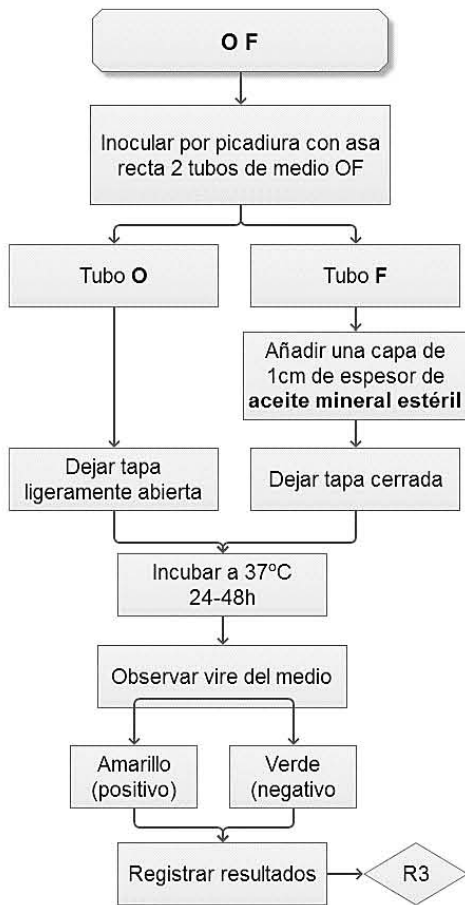 O F
Inocular por picadiura con asa
recta 2 tubos de medio OF
Tubo O
Tubo F
Añadir una capa de
1cm de espesor de
aceite mineral estéril
Dejar tapa
ligeramente abierta
Dejar tapa cerrada
Incubar a 37ºC
24-48h
Observar vire del medio
Amarillo
(positivo)
Verde
(negativo
Registrar resultados
R3